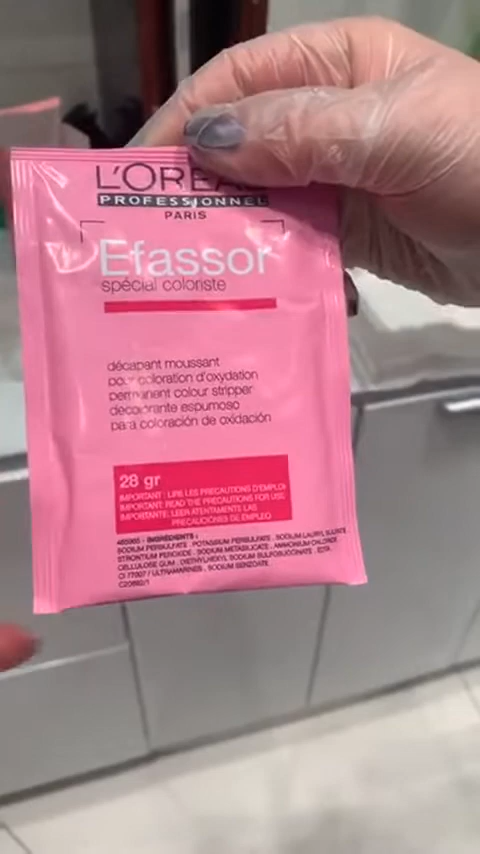 L'ORÉAL
PROFESSIONNEL
PARIS
Efassor
spécial coloriste
décapant moussant
pour coloration d'oxydation
permanent colour stripper
decolorante espumoso
para coloración de oxidación
28 gr
IMPORTANT : LIRE LES PRECAUTIONS D'EMPLOI
IMPORTANT: READ THE PRECAUTIONS FOR USE
IMPORTANTE: LEER ATENTAMENTE LAS
PRECAUCIONES DE EMPLEO
INGREDIENTS :
SODIUM PERSULFATE . POTASSIUM PERSULFATE . SODIUM LAURYL SULFATE
STRONTIUM PEROXIDE . SODIUM METASILICATE . AMMONIUM CHLORIDE
CELLULOSE GUM . DIETHYLHEXYL SODIUM SULFOSUCCINATE . EDTA
CI 77007 / ULTRAMARINES . SODIUM BENZOATE